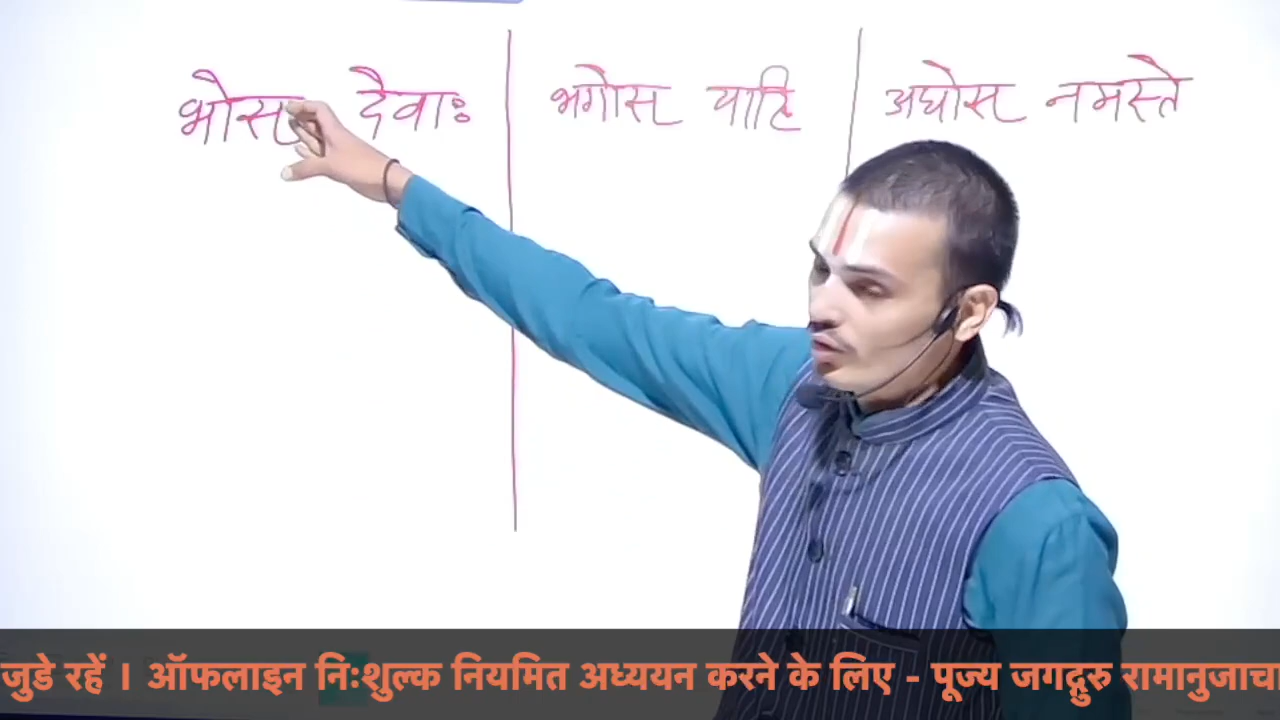 भोस् देवाः भगोस् याहि अघोस् नमस्ते
जुडे रहें । ऑफलाइन नि:शुल्क नियमित अध्ययन करने के लिए - पूज्य जगद्गुरु रामानुजाच